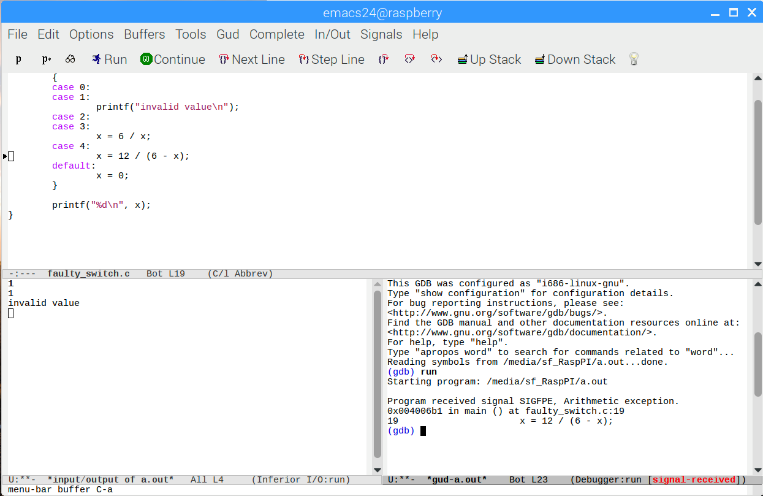 emacs24@raspberry
File Edit Options Buffers Tools Gud Complete In/Out Signals Help
p p* Run GO Continue Next Line Step Line Up Stack Down Stack
{
case 0:
case 1:
printf("invalid value\n");
case 2:
case 3:
x = 6 / x;
case 4:
x = 12 / (6 - x);
default:
x = 0;
}
printf("%d\n", x);
}
-:--- faulty_switch.c Bot L19 (C/l Abbrev)
1
1
invalid value
U:**- *input/output of a.out* All L4 (Inferior I/O:run)
This GDB was configured as "i686-linux-gnu".
Type "show configuration" for configuration details.
For bug reporting instructions, please see:
<http://www.gnu.org/software/gdb/bugs/>.
Find the GDB manual and other documentation resources online at:
<http://www.gnu.org/software/gdb/documentation/>.
For help, type "help".
Type "apropos word" to search for commands related to "word"...
Reading symbols from /media/sf_RaspPI/a.out...done.
(gdb) run
Starting program: /media/sf_RaspPI/a.out
Program received signal SIGFPE, Arithmetic exception.
0x004006b1 in main () at faulty_switch.c:19
19 x = 12 / (6 - x);
(gdb)
U:**- *gud-a.out* Bot L23 (Debugger:run [signal-received])
menu-bar buffer C-a